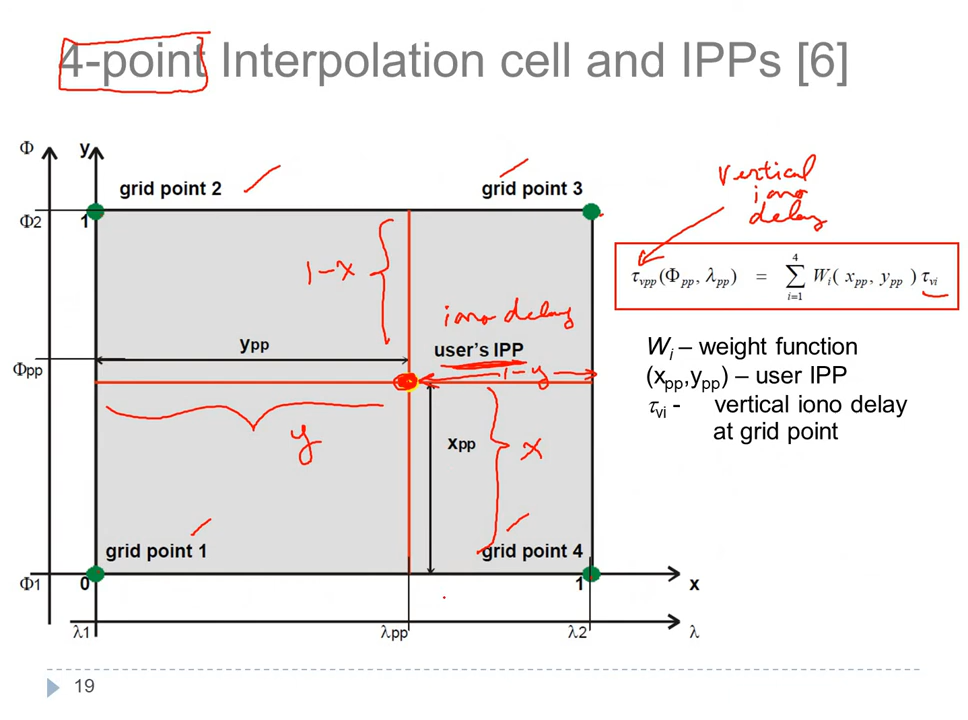 4-point Interpolation cell and IPPs [6]
Φ
y
grid point 2
grid point 3
vertical
iono
delay
Φ2
1
τvpp(Φpp, λpp) = 4 ∑ i=1 Wi( xpp, ypp ) τvi
1-x
iono delay
ypp
user's IPP
Wi – weight function
Φpp
1-y
(xpp,ypp) – user IPP
τvi - vertical iono delay
at grid point
y
xpp
x
grid point 1
grid point 4
Φ1
0
1
x
λ1
λpp
λ2
λ
19